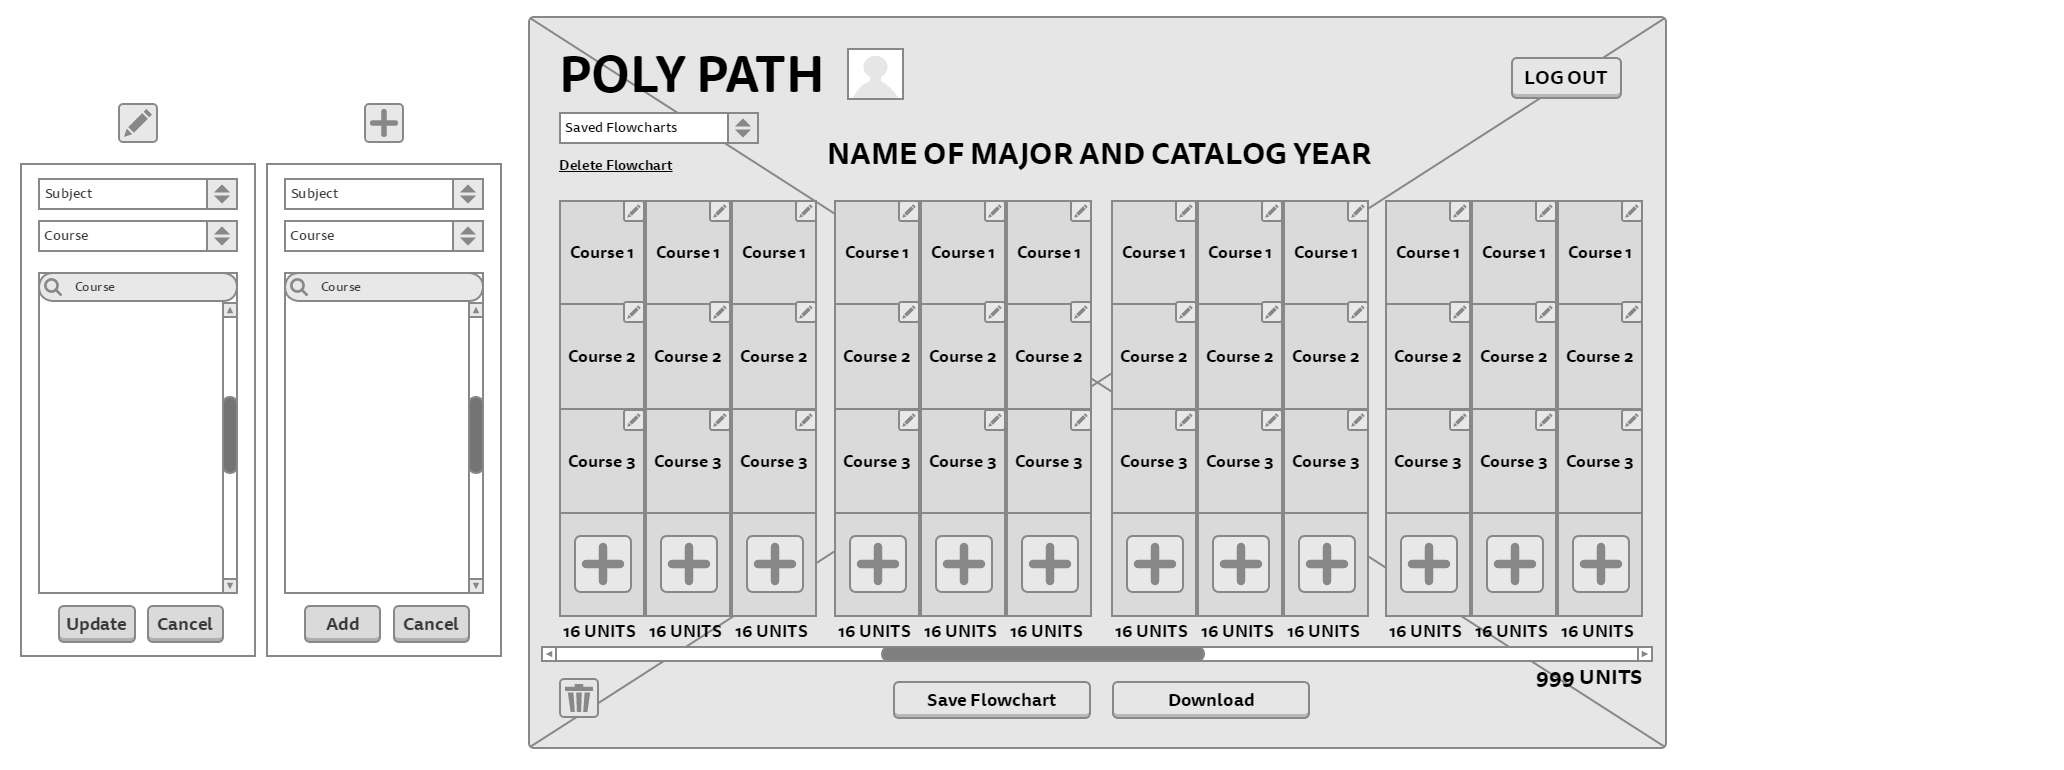 Subject
Course
Course
Update Cancel
Subject
Course
Course
Add Cancel
POLY PATH
LOG OUT
Saved Flowcharts
Delete Flowchart
NAME OF MAJOR AND CATALOG YEAR
Course 1 Course 1 Course 1 Course 1 Course 1 Course 1 Course 1 Course 1 Course 1 Course 1 Course 1 Course 1
Course 2 Course 2 Course 2 Course 2 Course 2 Course 2 Course 2 Course 2 Course 2 Course 2 Course 2 Course 2
Course 3 Course 3 Course 3 Course 3 Course 3 Course 3 Course 3 Course 3 Course 3 Course 3 Course 3 Course 3
16 UNITS 16 UNITS 16 UNITS 16 UNITS 16 UNITS 16 UNITS 16 UNITS 16 UNITS 16 UNITS 16 UNITS 16 UNITS 16 UNITS
999 UNITS
Save Flowchart Download